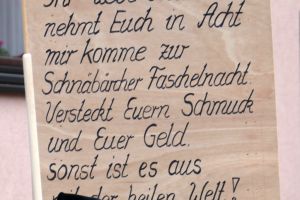 nehmt Euch in Acht
mir komme zur
Schnäbärcher Faschelnacht.
Versteckt Euern Schmuck
und Euer Geld.
sonst ist es aus
mit der heilen Welt!